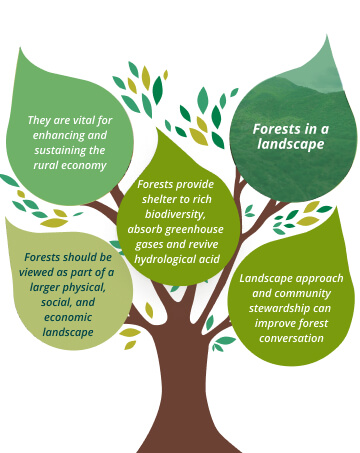 They are vital for
enhancing and
sustaining the
rural economy
Forests in a
landscape
Forests provide
shelter to rich
biodiversity,
absorb greenhouse
gases and revive
hydrological acid
Forests should be
viewed as part of a
larger physical,
social, and
economic
landscape
Landscape approach
and community
stewardship can
improve forest
conversation